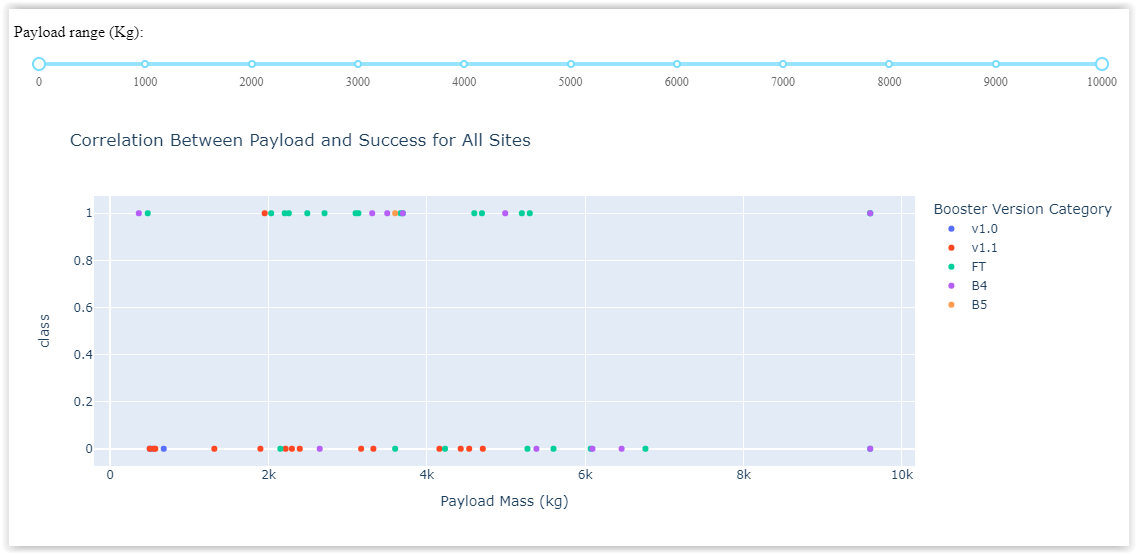 Payload range (Kg):
0 1000 2000 3000 4000 5000 6000 7000 8000 9000 10000
Correlation Between Payload and Success for All Sites
Booster Version Category
v1.0
v1.1
FT
B4
B5
class
1
0.8
0.6
0.4
0.2
0
0 2k 4k 6k 8k 10k
Payload Mass (kg)